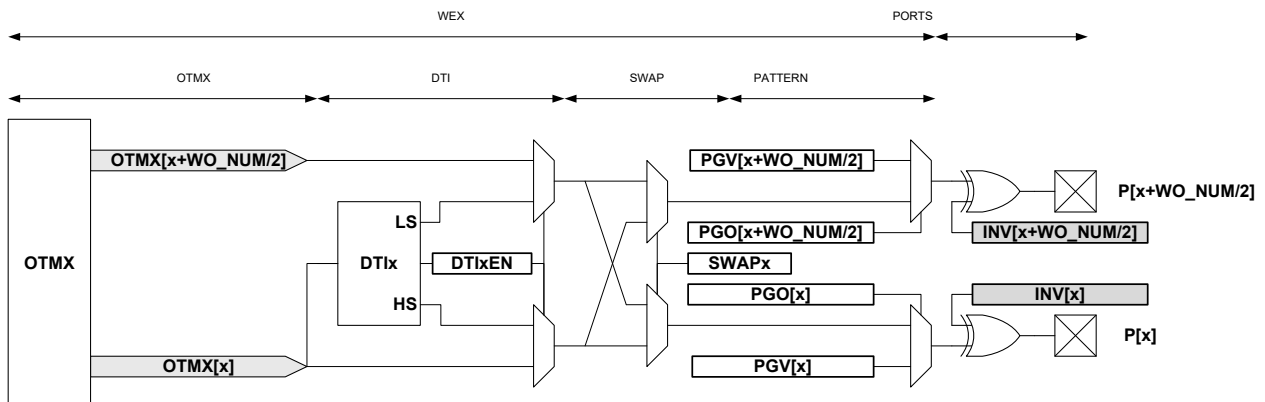 WEX PORTS
OTMX DTI SWAP PATTERN
OTMX[x+WO_NUM/2] PGV[x+WO_NUM/2]
P[x+WO_NUM/2]
LS
PGO[x+WO_NUM/2] INV[x+WO_NUM/2]
OTMX DTIx DTIxEN SWAPx
HS PGO[x] INV[x]
P[x]
OTMX[x] PGV[x]